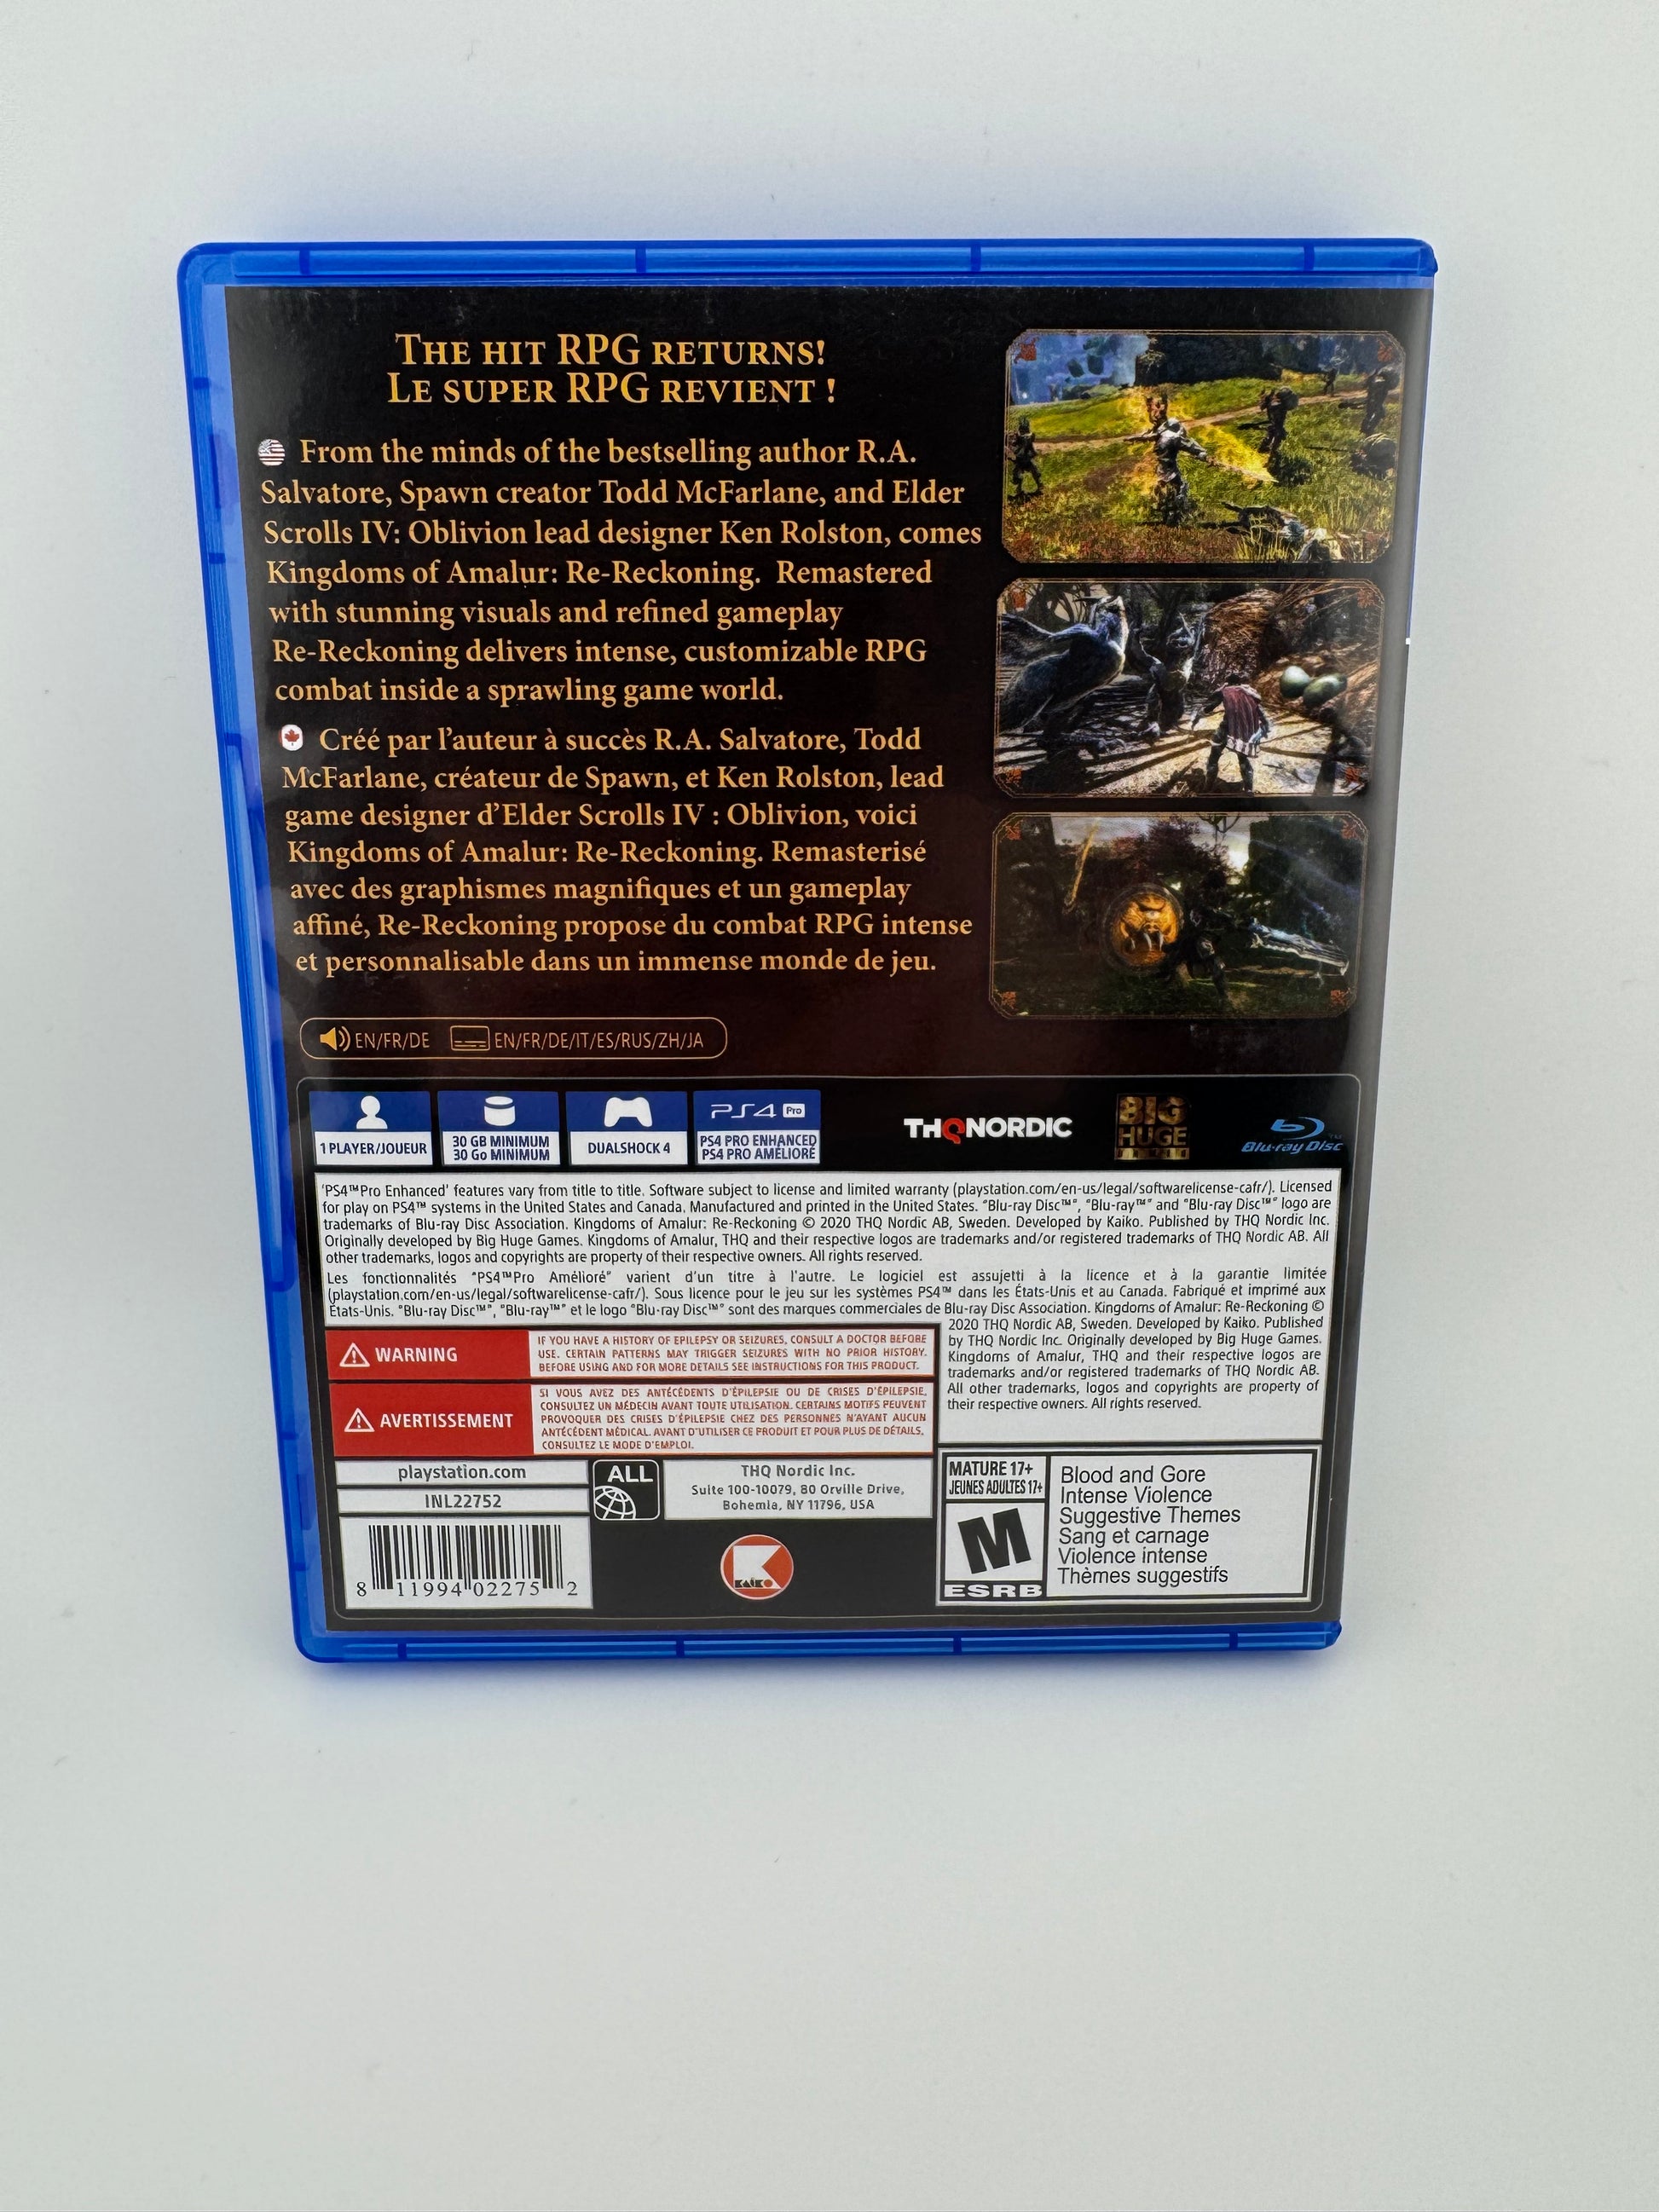 THE HIT RPG RETURNS!
LE SUPER RPG REVIENT !
From the minds of the bestselling author R.A.
Salvatore, Spawn creator Todd McFarlane, and Elder
Scrolls IV: Oblivion lead designer Ken Rolston, comes
Kingdoms of Amalur: Re-Reckoning. Remastered
with stunning visuals and refined gameplay
Re-Reckoning delivers intense, customizable RPG
combat inside a sprawling game world.
Créé par l'auteur à succès R.A. Salvatore, Todd
McFarlane, créateur de Spawn, et Ken Rolston, lead
game designer d'Elder Scrolls IV : Oblivion, voici
Kingdoms of Amalur: Re-Reckoning. Remasterisé
avec des graphismes magnifiques et un gameplay
affiné, Re-Reckoning propose du combat RPG intense
et personnalisable dans un immense monde de jeu.
EN/FR/DE EN/FR/DE/IT/ES/RUS/ZH/JA
1 PLAYER/JOUEUR
30 GB MINIMUM
30 Go MINIMUM
DUALSHOCK 4
PS4 Pro
PS4 PRO ENHANCED
PS4 PRO AMÉLIORÉ
THQ NORDIC
BIG
HUGE
GAMES
Blu-ray Disc™
'PS4™Pro Enhanced' features vary from title to title. Software subject to license and limited warranty (playstation.com/en-us/legal/softwarelicense-cafr/). Licensed
for play on PS4™ systems in the United States and Canada. Manufactured and printed in the United States. "Blu-ray Disc™", "Blu-ray™" and "Blu-ray Disc™" logo are
trademarks of Blu-ray Disc Association. Kingdoms of Amalur: Re-Reckoning © 2020 THQ Nordic AB, Sweden. Developed by Kaiko. Published by THQ Nordic Inc.
Originally developed by Big Huge Games. Kingdoms of Amalur, THQ and their respective logos are trademarks and/or registered trademarks of THQ Nordic AB. All
other trademarks, logos and copyrights are property of their respective owners. All rights reserved.
Les fonctionnalités "PS4™Pro Amélioré" varient d'un titre à l'autre. Le logiciel est assujetti à la licence et à la garantie limitée
(playstation.com/en-us/legal/softwarelicense-cafr/). Sous licence pour le jeu sur les systèmes PS4™ dans les États-Unis et au Canada. Fabriqué et imprimé aux
États-Unis. "Blu-ray Disc™", "Blu-ray™" et le logo "Blu-ray Disc™" sont des marques commerciales de Blu-ray Disc Association. Kingdoms of Amalur: Re-Reckoning ©
2020 THQ Nordic AB, Sweden. Developed by Kaiko. Published
by THQ Nordic Inc. Originally developed by Big Huge Games.
Kingdoms of Amalur, THQ and their respective logos are
trademarks and/or registered trademarks of THQ Nordic AB.
All other trademarks, logos and copyrights are property of
their respective owners. All rights reserved.
WARNING
IF YOU HAVE A HISTORY OF EPILEPSY OR SEIZURES, CONSULT A DOCTOR BEFORE
USE. CERTAIN PATTERNS MAY TRIGGER SEIZURES WITH NO PRIOR HISTORY.
BEFORE USING AND FOR MORE DETAILS SEE INSTRUCTIONS FOR THIS PRODUCT.
AVERTISSEMENT
SI VOUS AVEZ DES ANTÉCÉDENTS D'ÉPILEPSIE OU DE CRISES D'ÉPILEPSIE,
CONSULTEZ UN MÉDECIN AVANT TOUTE UTILISATION. CERTAINS MOTIFS PEUVENT
PROVOQUER DES CRISES D'ÉPILEPSIE CHEZ DES PERSONNES N'AYANT AUCUN
ANTÉCÉDENT MÉDICAL. AVANT D'UTILISER CE PRODUIT ET POUR PLUS DE DÉTAILS,
CONSULTEZ LE MODE D'EMPLOI.
playstation.com
INL22752
ALL
THQ Nordic Inc.
Suite 100-10079, 80 Orville Drive,
Bohemia, NY 11796, USA
8 11994 02275 2
K
KAIKO
MATURE 17+
JEUNES ADULTES 17+
M
ESRB
Blood and Gore
Intense Violence
Suggestive Themes
Sang et carnage
Violence intense
Thèmes suggestifs